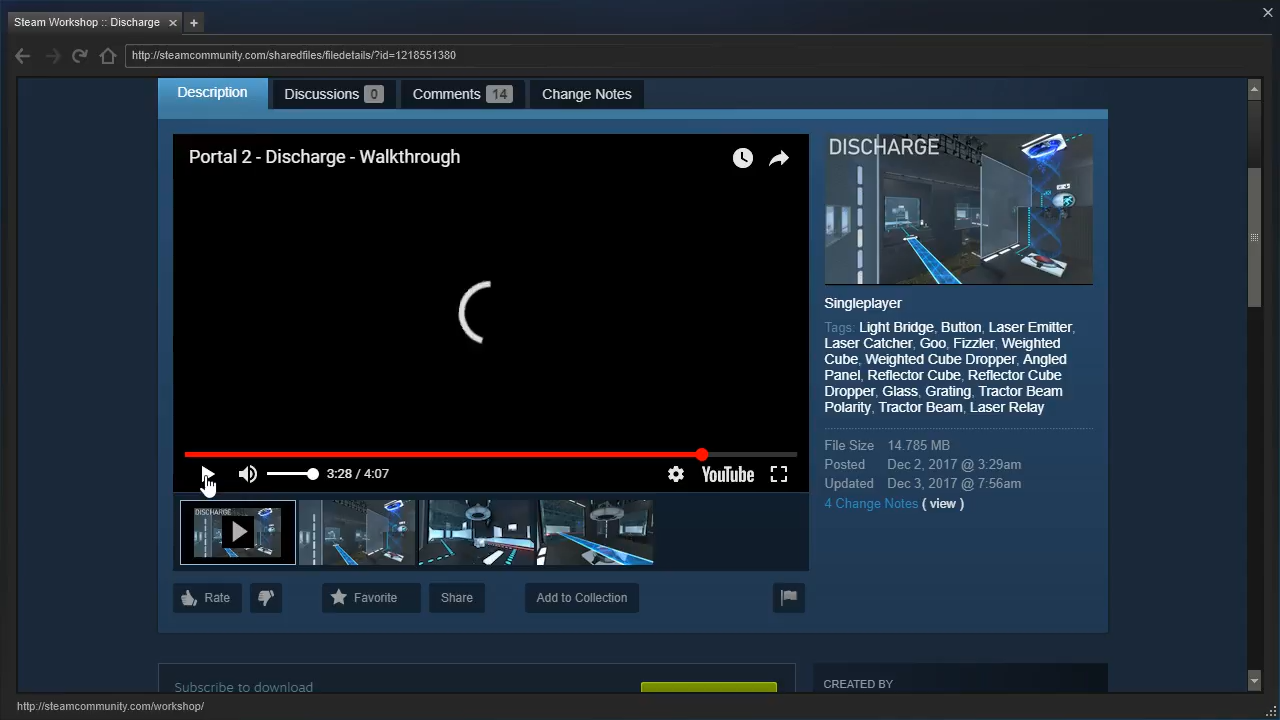 Steam Workshop :: Discharge
http://steamcommunity.com/sharedfiles/filedetails/?id=1218551380
Description
Discussions 0
Comments 14
Change Notes
Portal 2 - Discharge - Walkthrough
DISCHARGE
Singleplayer
Tags: Light Bridge, Button, Laser Emitter,
Laser Catcher, Goo, Fizzler, Weighted
Cube, Weighted Cube Dropper, Angled
Panel, Reflector Cube, Reflector Cube
Dropper, Glass, Grating, Tractor Beam
Polarity, Tractor Beam, Laser Relay
File Size 14.785 MB
Posted Dec 2, 2017 @ 3:29am
Updated Dec 3, 2017 @ 7:56am
4 Change Notes ( view )
3:28 / 4:07
YouTube
DISCHARGE
Rate
Favorite
Share
Add to Collection
Subscribe to download
CREATED BY
http://steamcommunity.com/workshop/